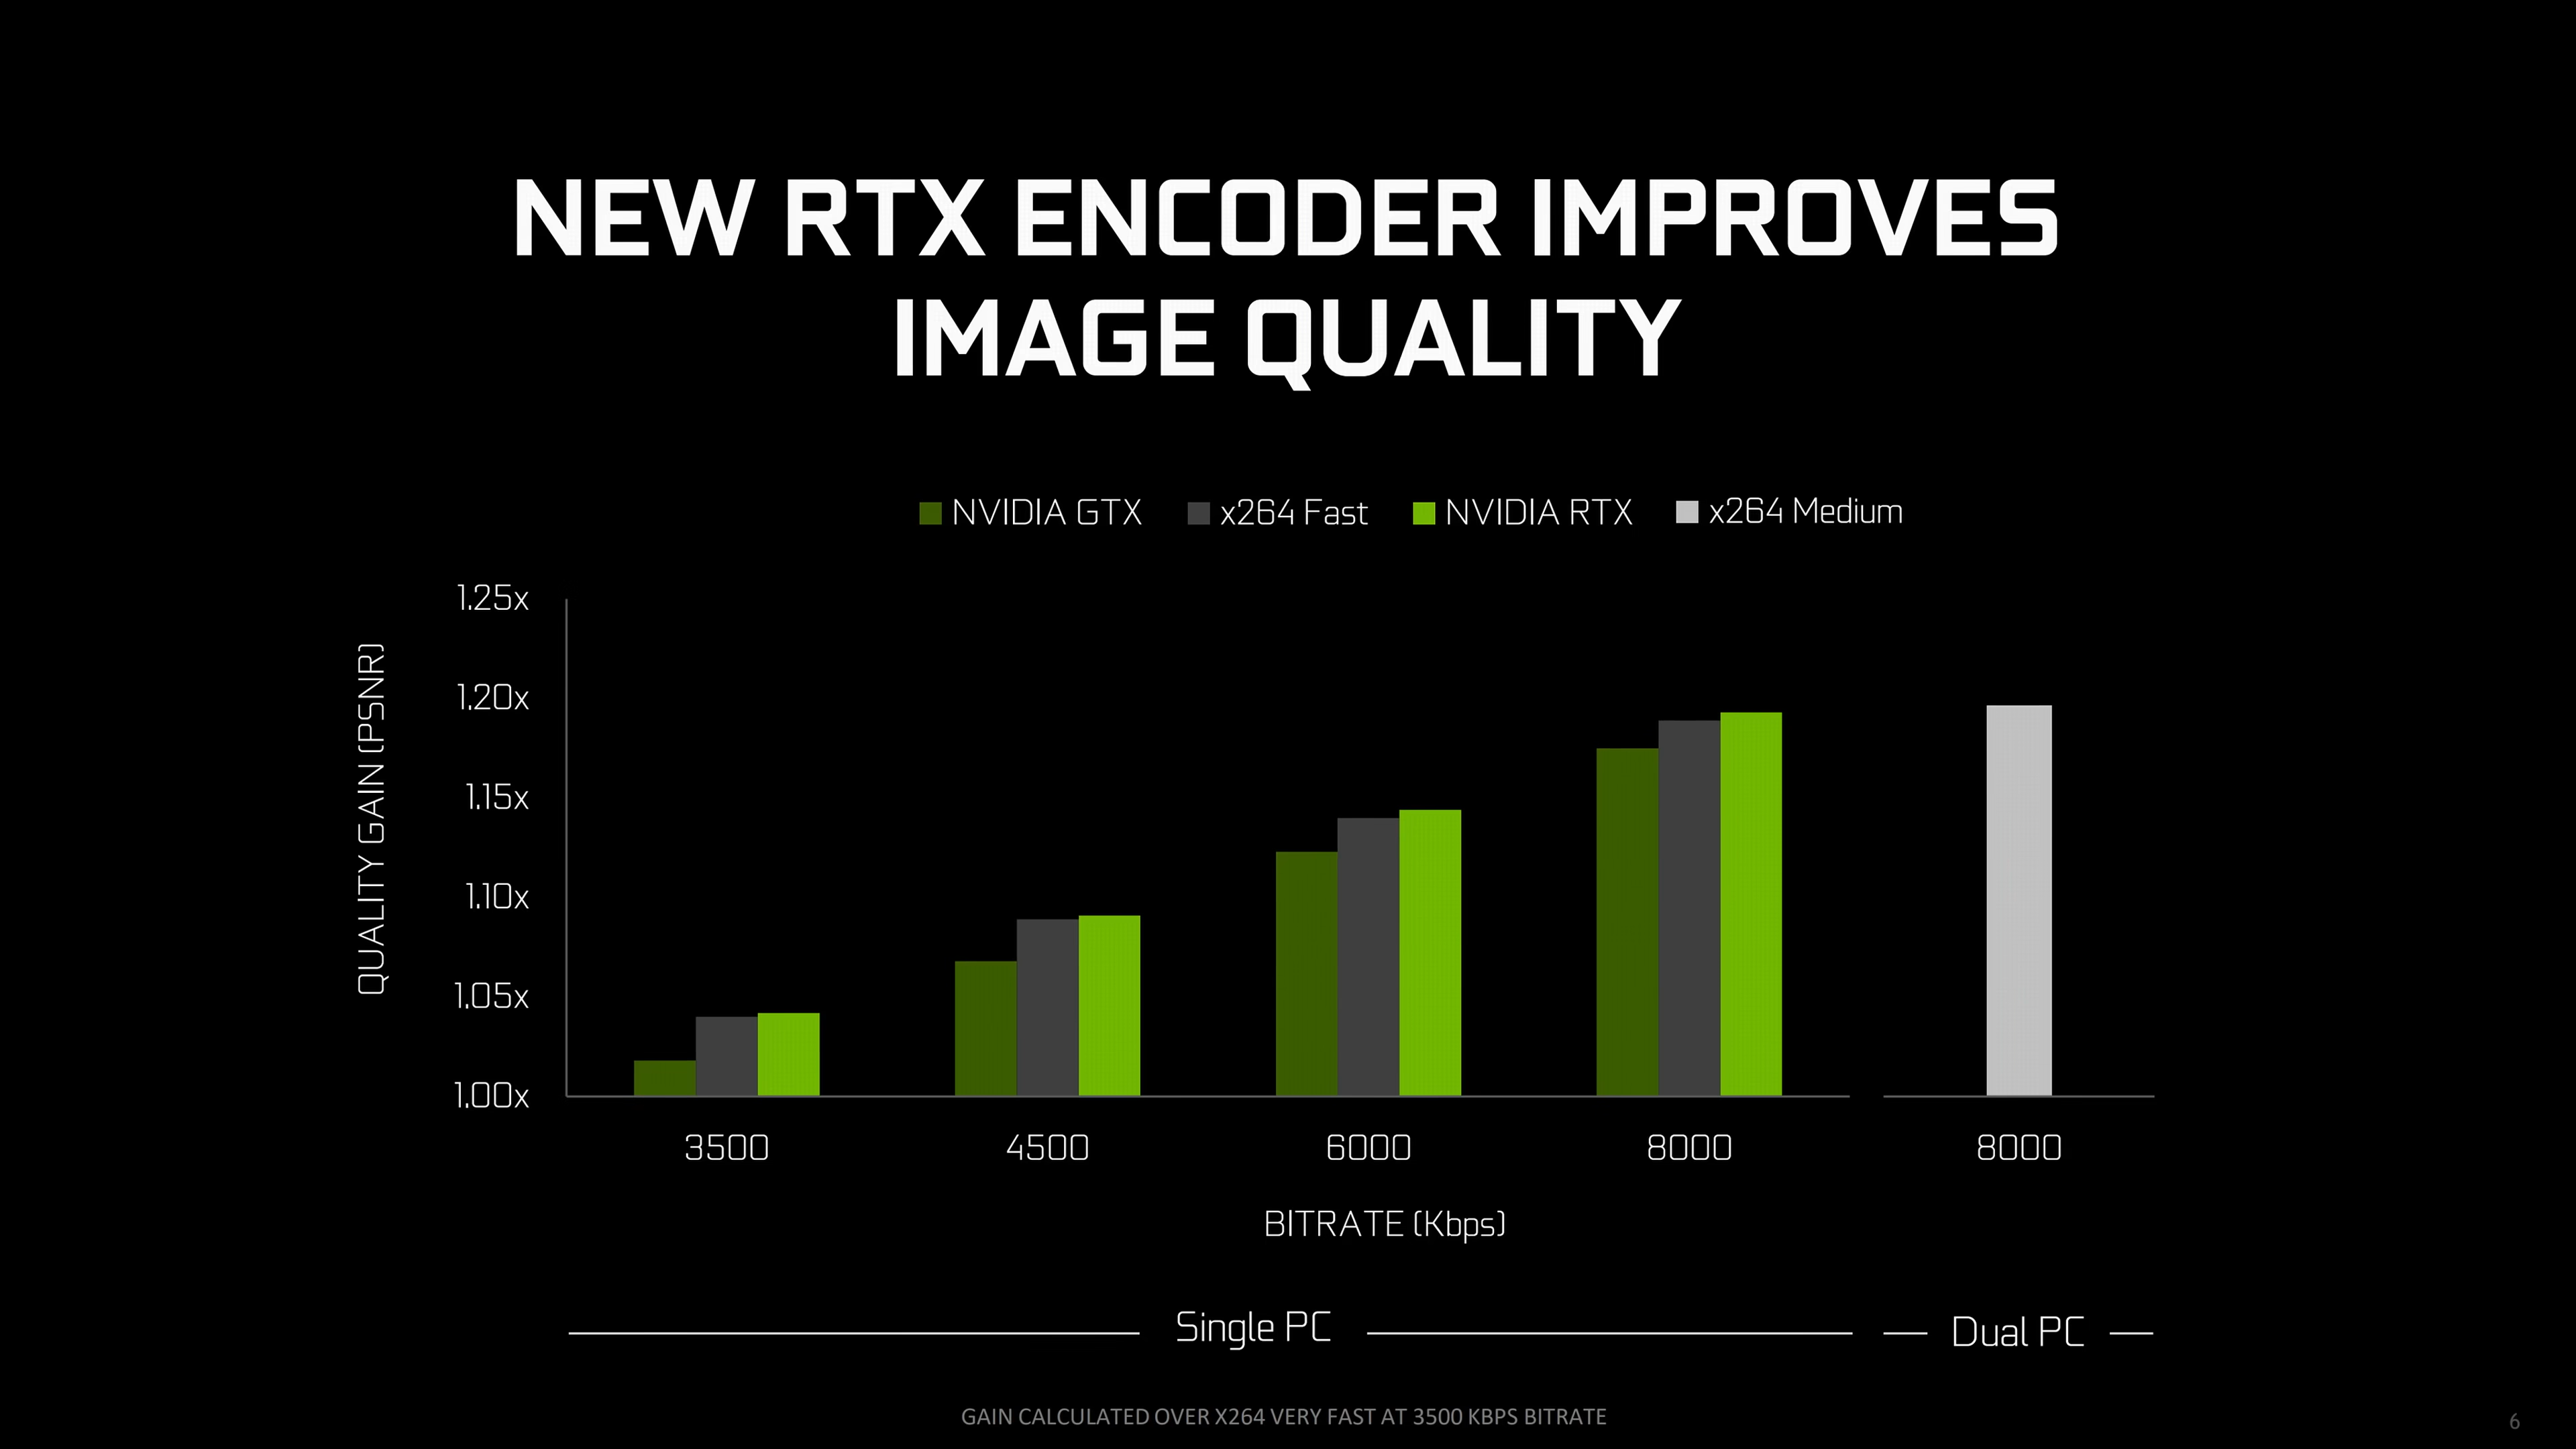 NEW RTX ENCODER IMPROVES
IMAGE QUALITY
NVIDIA GTX
x264 Fast
NVIDIA RTX
x264 Medium
QUALITY GAIN (PSNR)
1.25x
1.20x
1.15x
1.10x
1.05x
1.00x
3500
4500
6000
8000
8000
BITRATE (Kbps)
Single PC
Dual PC
GAIN CALCULATED OVER X264 VERY FAST AT 3500 KBPS BITRATE
6